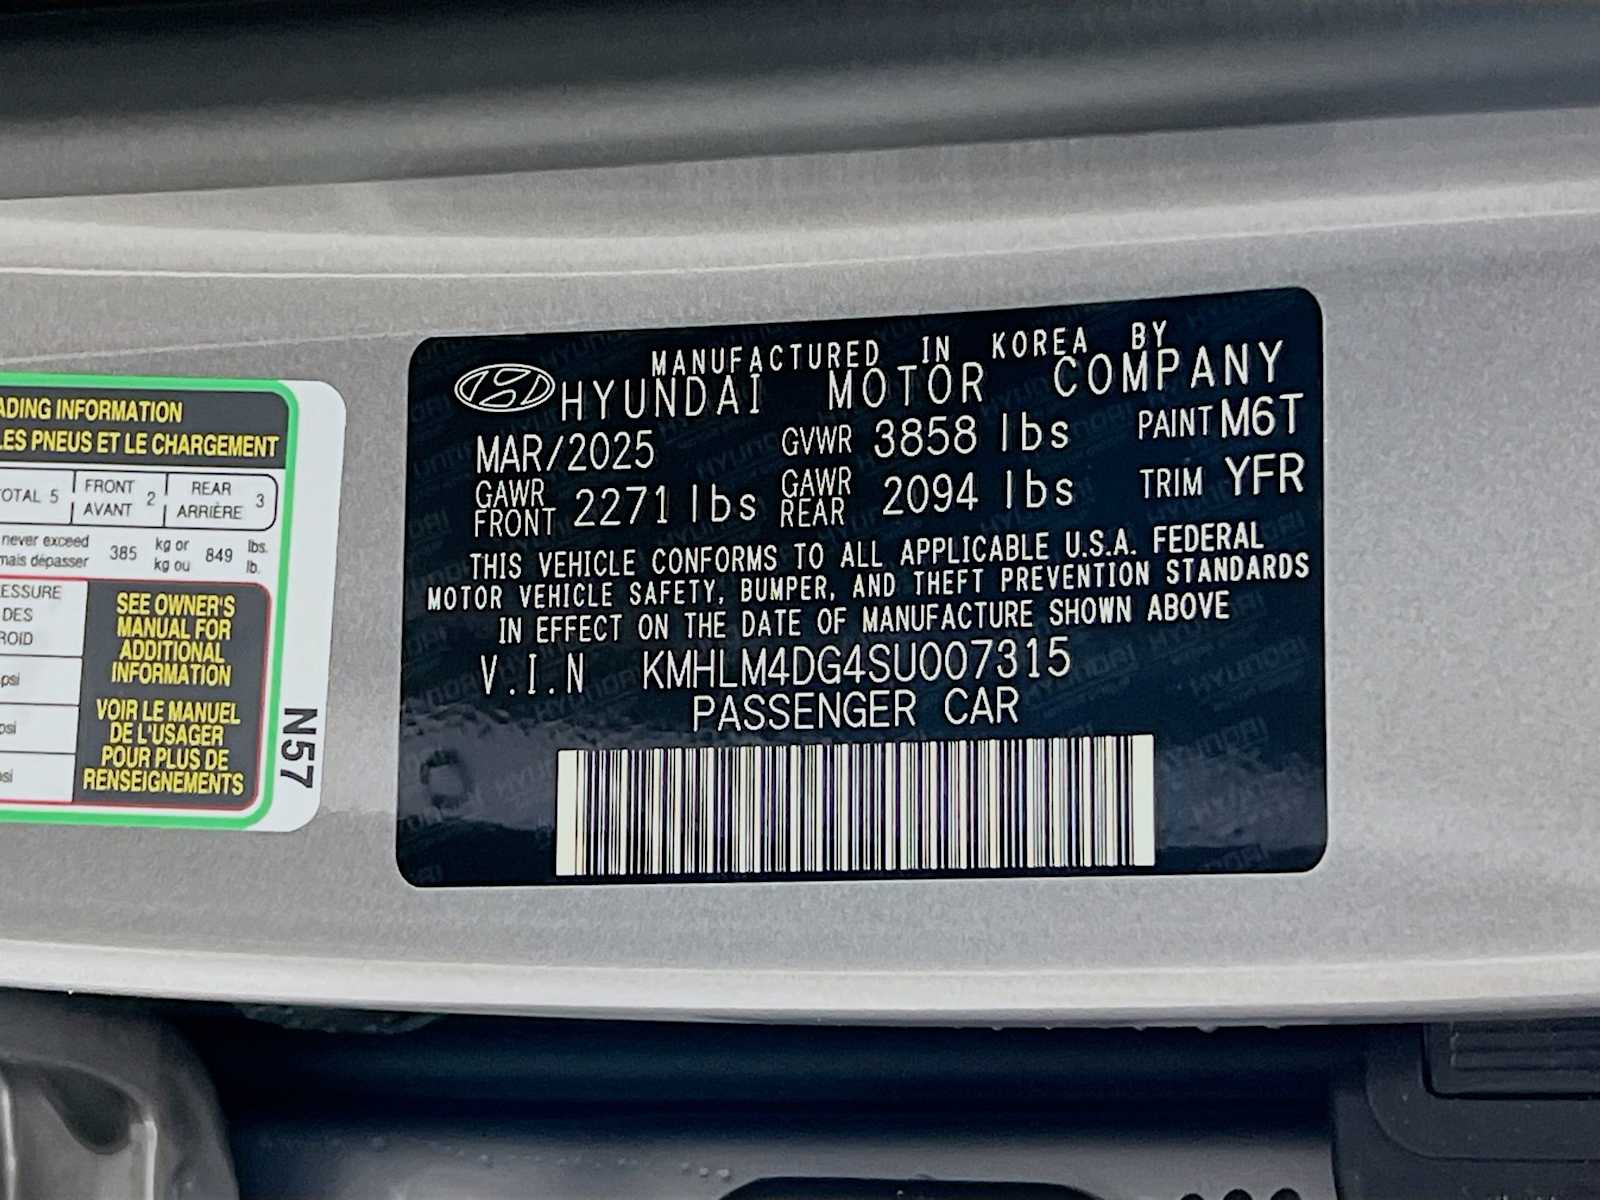 ADING INFORMATION
LES PNEUS ET LE CHARGEMENT
OTAL 5 FRONT AVANT 2 REAR ARRIÈRE 3
never exceed 385 kg or 849 lbs.
mais dépasser kg ou lb.
ESSURE
DES
ROID
psi
psi
psi
SEE OWNER'S
MANUAL FOR
ADDITIONAL
INFORMATION
VOIR LE MANUEL
DE L'USAGER
POUR PLUS DE
RENSEIGNEMENTS
N57
MANUFACTURED IN KOREA BY
HYUNDAI MOTOR COMPANY
MAR/2025 GVWR 3858 lbs PAINT M6T
GAWR FRONT 2271 lbs GAWR REAR 2094 lbs TRIM YFR
THIS VEHICLE CONFORMS TO ALL APPLICABLE U.S.A. FEDERAL
MOTOR VEHICLE SAFETY, BUMPER, AND THEFT PREVENTION STANDARDS
IN EFFECT ON THE DATE OF MANUFACTURE SHOWN ABOVE
V.I.N KMHLM4DG4SU007315
PASSENGER CAR